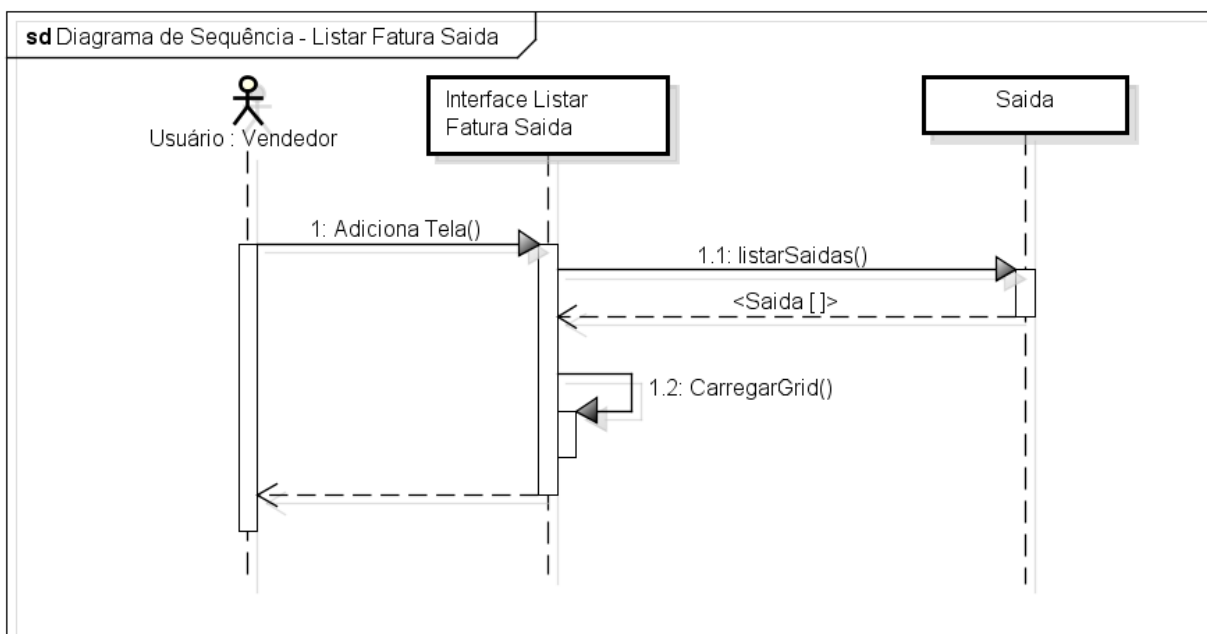 sd Diagrama de Sequência - Listar Fatura Saida
Usuário : Vendedor
Interface Listar
Fatura Saida
Saida
1: Adiciona Tela()
1.1: listarSaidas()
<Saida [ ]>
1.2: CarregarGrid()